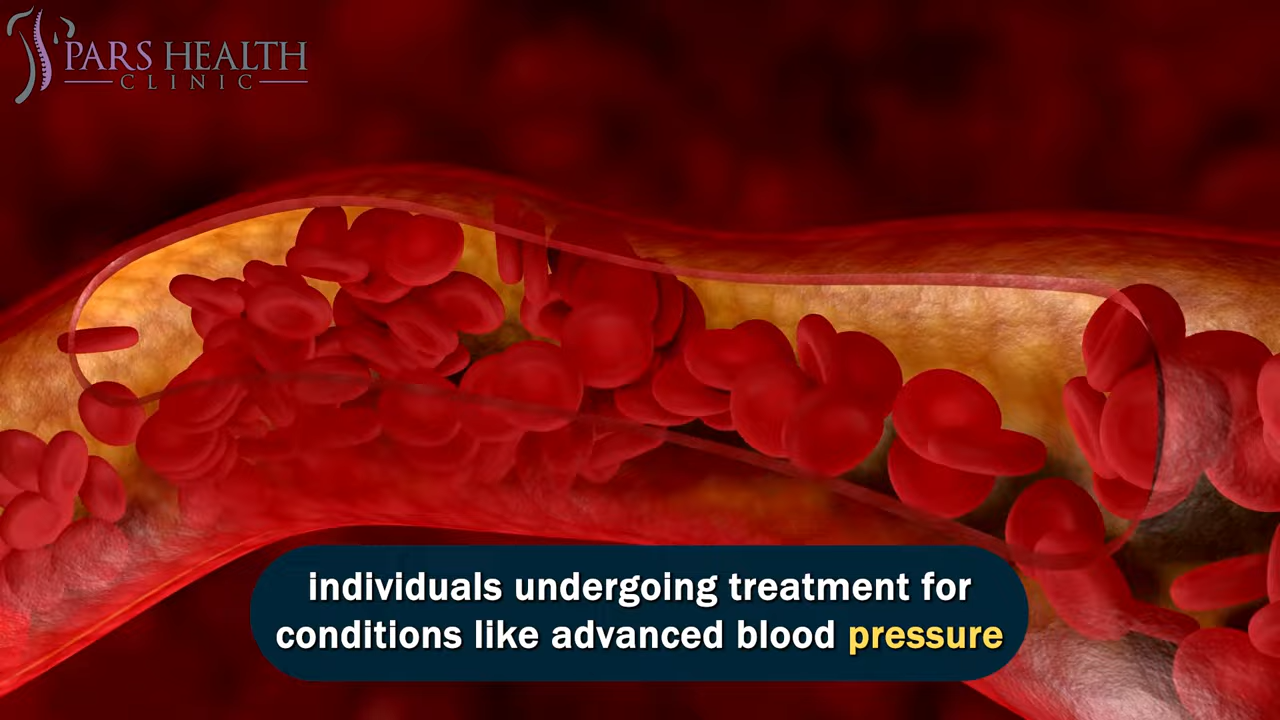 PARS HEALTH
CLINIC
individuals undergoing treatment for
conditions like advanced blood pressure